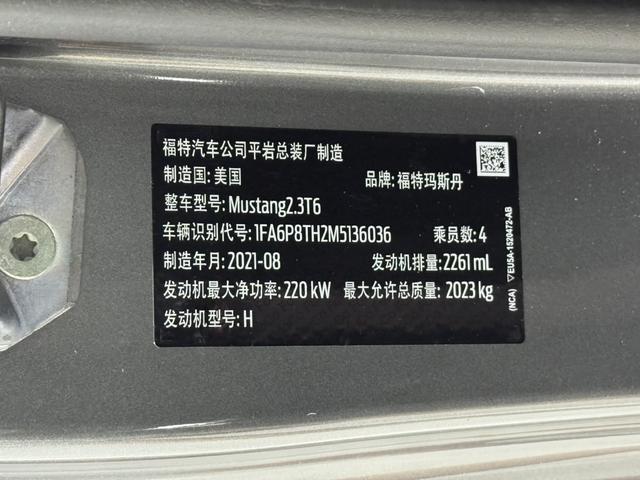 福特汽车公司平岩总装厂制造
制造国: 美国 品牌: 福特玛斯丹
整车型号: Mustang2.3T6
车辆识别代号: 1FA6P8TH2M5136036 乘员数: 4
制造年月: 2021-08 发动机排量: 2261 mL
发动机最大净功率: 220 kW 最大允许总质量: 2023 kg
发动机型号: H
(NCA) ▽EU5A-1520472-AB